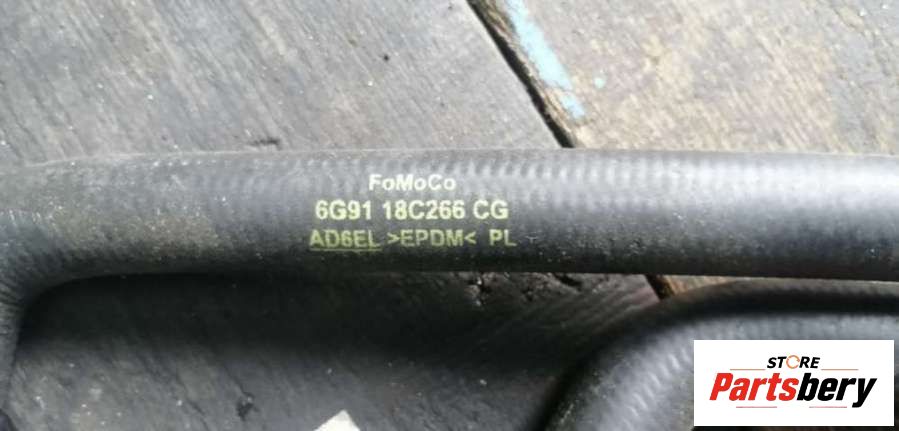 FoMoCo
6G91 18C266 CG
AD6EL >EPDM< PL
STORE
Partsbery